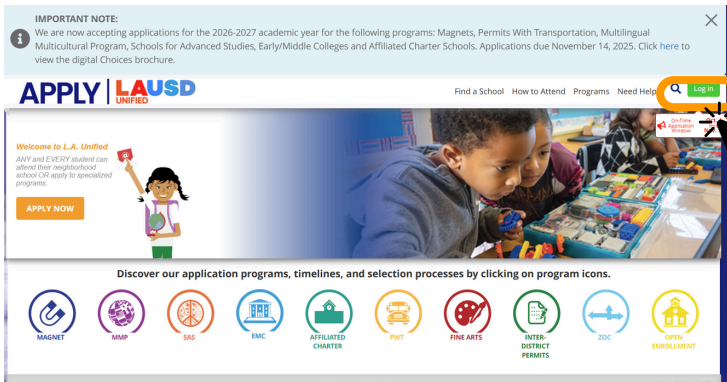 IMPORTANT NOTE:
We are now accepting applications for the 2026-2027 academic year for the following programs: Magnets, Permits With Transportation, Multilingual
Multicultural Program, Schools for Advanced Studies, Early/Middle Colleges and Affiliated Charter Schools. Applications due November 14, 2025. Click here to
view the digital Choices brochure.
APPLY | LAUSD
UNIFIED
Find a School How to Attend Programs Need Help
Log in
On-Time
Application
Window
Welcome to L.A. Unified
ANY and EVERY student can
attend their neighborhood
school OR apply to specialized
programs.
APPLY NOW
Discover our application programs, timelines, and selection processes by clicking on program icons.
MAGNET
MMP
SAS
EMC
AFFILIATED
CHARTER
PWT
FINE ARTS
INTER-
DISTRICT
PERMITS
ZOC
OPEN
ENROLLMENT